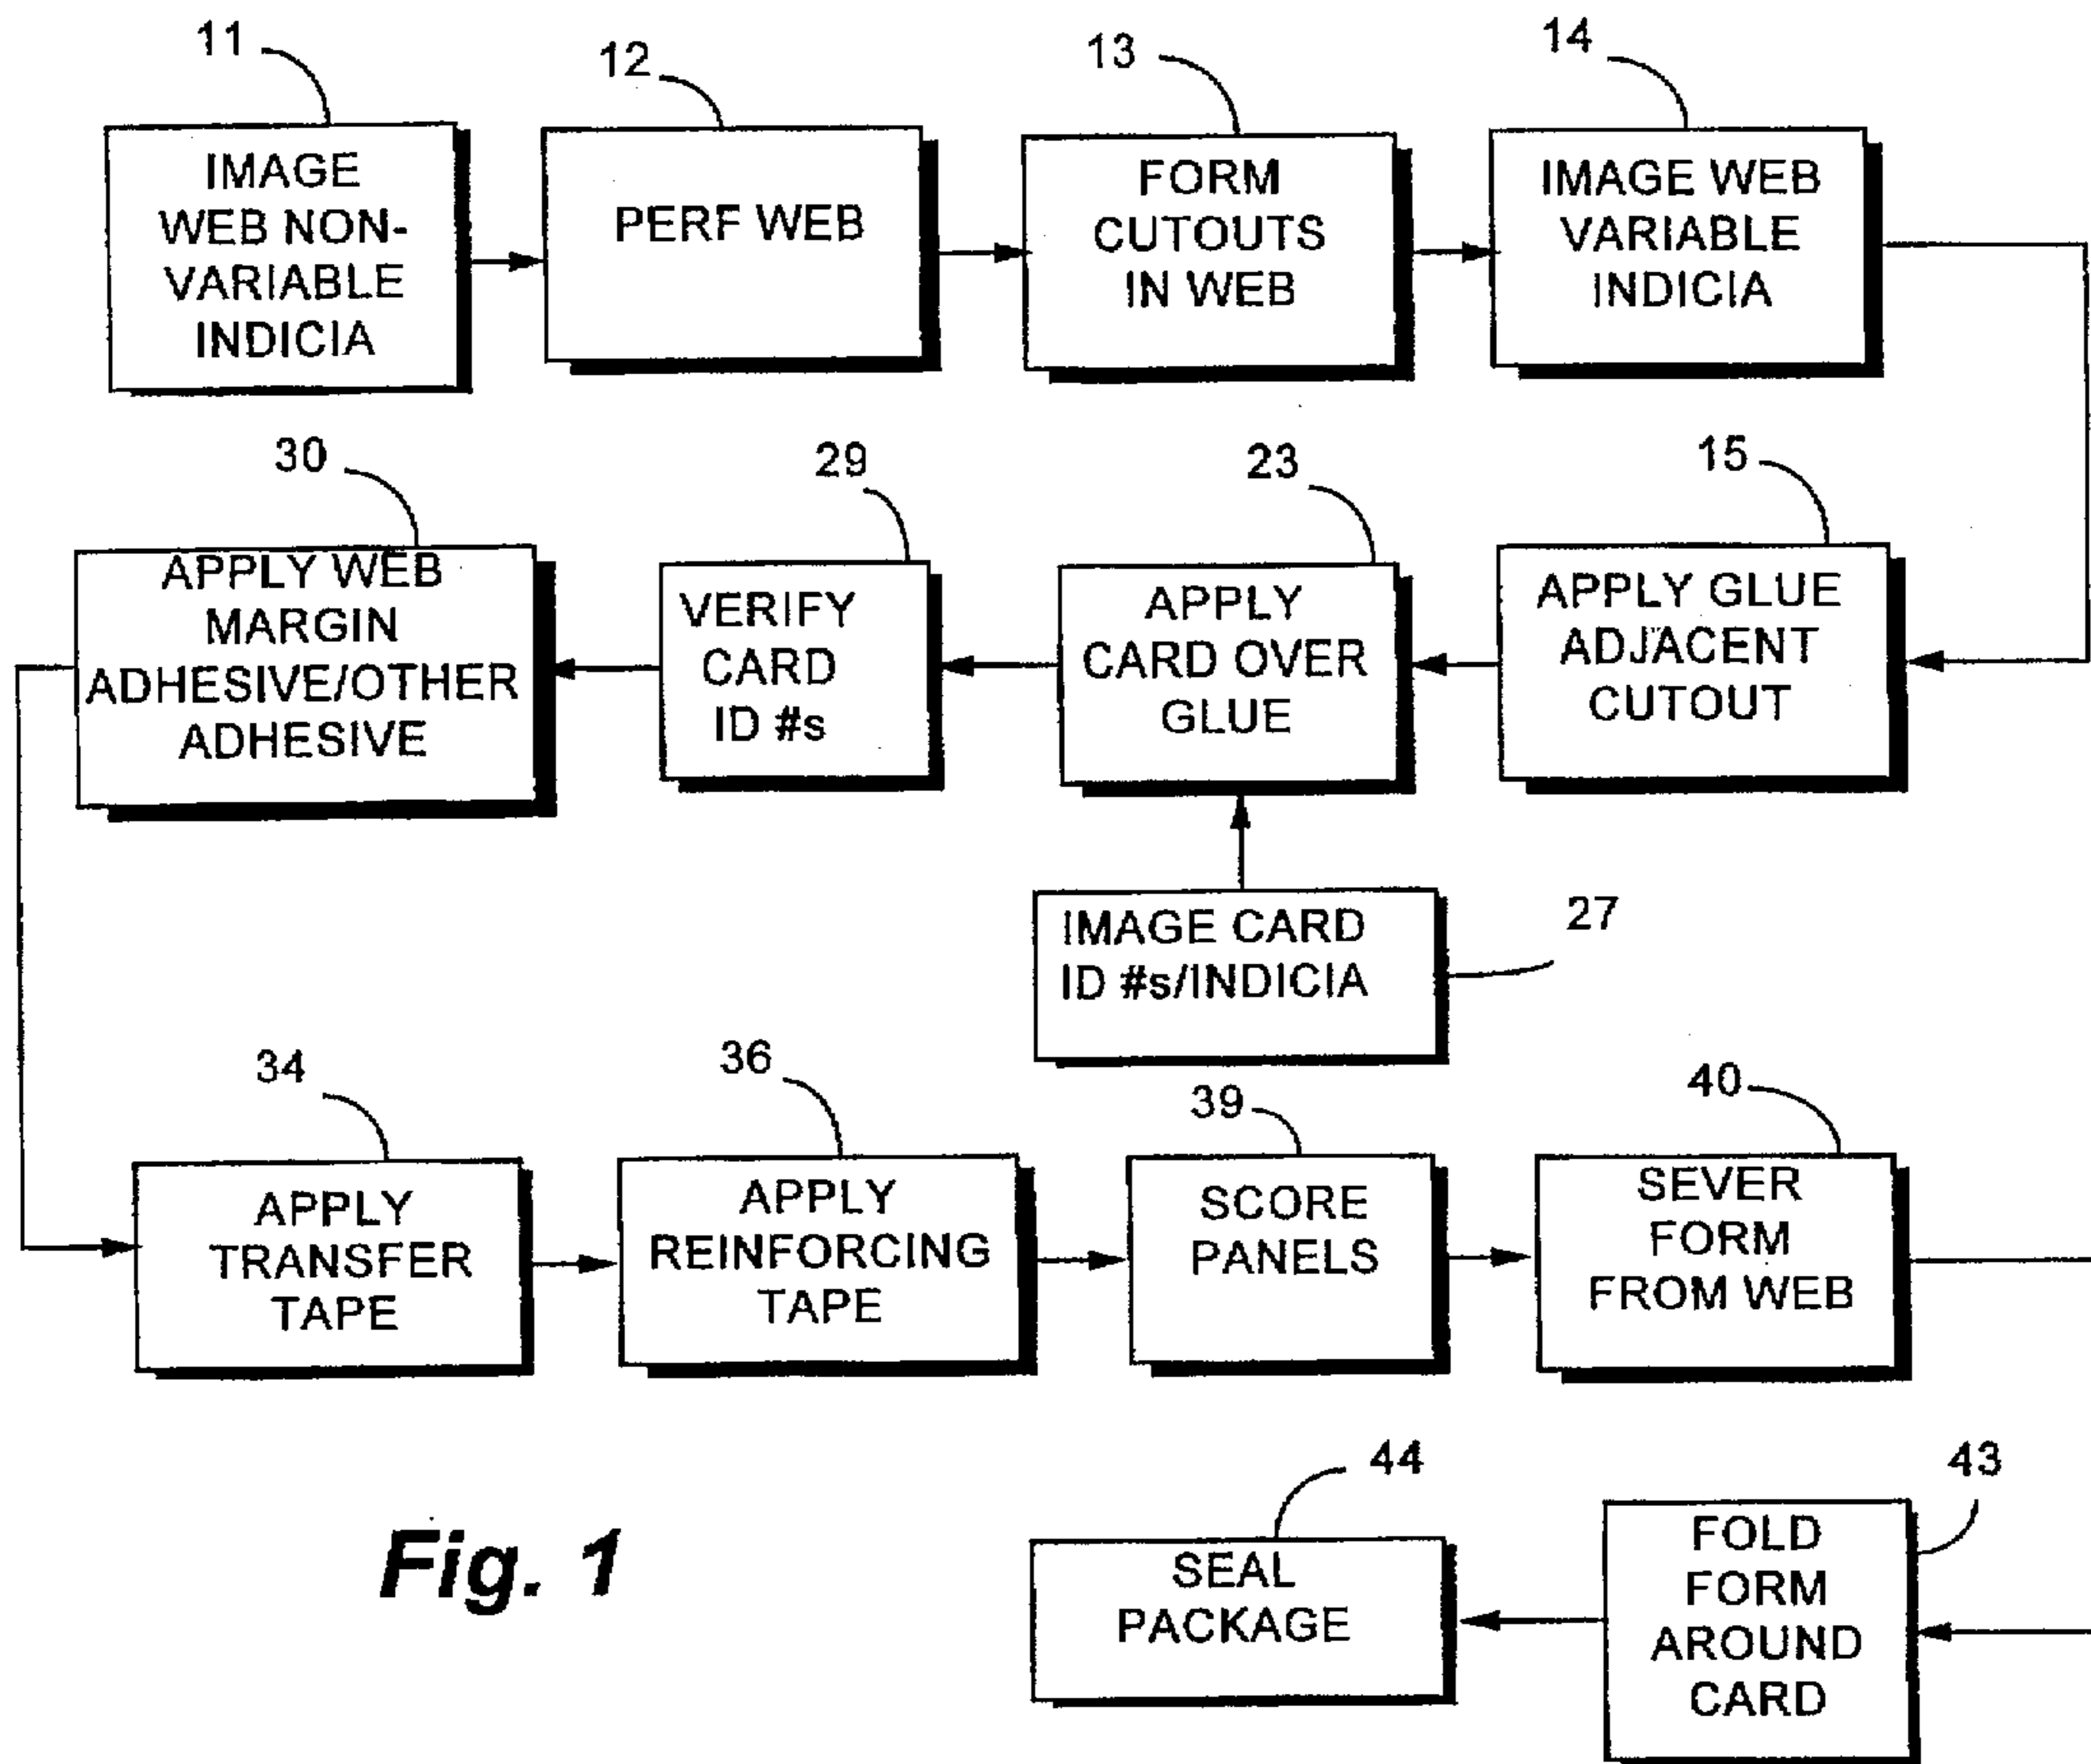 11
IMAGE
WEB NON-
VARIABLE
INDICIA
12
PERF WEB
13
FORM
CUTOUTS
IN WEB
14
IMAGE WEB
VARIABLE
INDICIA
30
APPLY WEB
MARGIN
ADHESIVE/OTHER
ADHESIVE
29
VERIFY
CARD
ID #s
23
APPLY
CARD OVER
GLUE
15
APPLY GLUE
ADJACENT
CUTOUT
IMAGE CARD
ID #s/INDICIA
27
34
APPLY
TRANSFER
TAPE
36
APPLY
REINFORCING
TAPE
39
SCORE
PANELS
40
SEVER
FORM
FROM WEB
44
SEAL
PACKAGE
43
FOLD
FORM
AROUND
CARD
Fig. 1